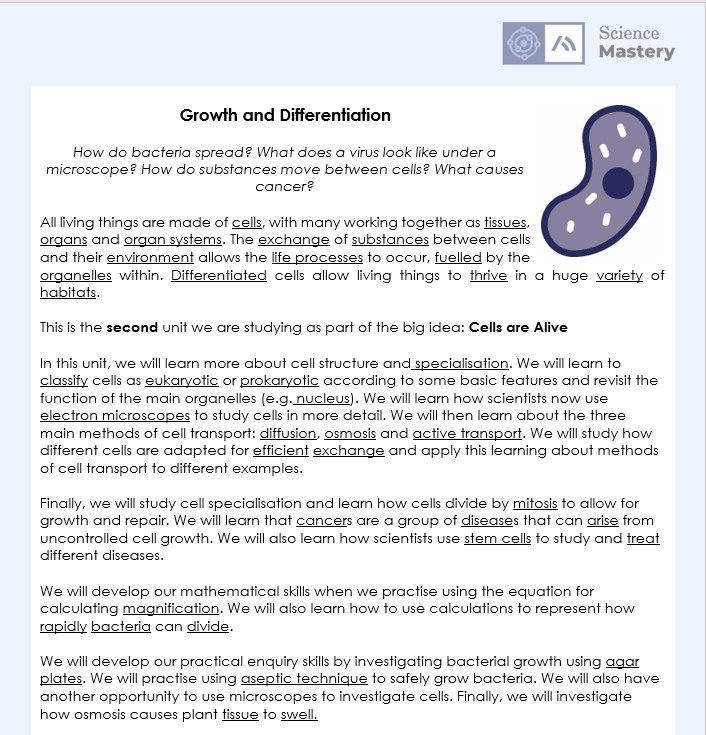 Science
Mastery
Growth and Differentiation
How do bacteria spread? What does a virus look like under a
microscope? How do substances move between cells? What causes
cancer?
All living things are made of cells, with many working together as tissues,
organs and organ systems. The exchange of substances between cells
and their environment allows the life processes to occur, fuelled by the
organelles within. Differentiated cells allow living things to thrive in a huge variety of
habitats.
This is the second unit we are studying as part of the big idea: Cells are Alive
In this unit, we will learn more about cell structure and specialisation. We will learn to
classify cells as eukaryotic or prokaryotic according to some basic features and revisit the
function of the main organelles (e.g. nucleus). We will learn how scientists now use
electron microscopes to study cells in more detail. We will then learn about the three
main methods of cell transport: diffusion, osmosis and active transport. We will study how
different cells are adapted for efficient exchange and apply this learning about methods
of cell transport to different examples.
Finally, we will study cell specialisation and learn how cells divide by mitosis to allow for
growth and repair. We will learn that cancers are a group of diseases that can arise from
uncontrolled cell growth. We will also learn how scientists use stem cells to study and treat
different diseases.
We will develop our mathematical skills when we practise using the equation for
calculating magnification. We will also learn how to use calculations to represent how
rapidly bacteria can divide.
We will develop our practical enquiry skills by investigating bacterial growth using agar
plates. We will practise using aseptic technique to safely grow bacteria. We will also have
another opportunity to use microscopes to investigate cells. Finally, we will investigate
how osmosis causes plant tissue to swell.